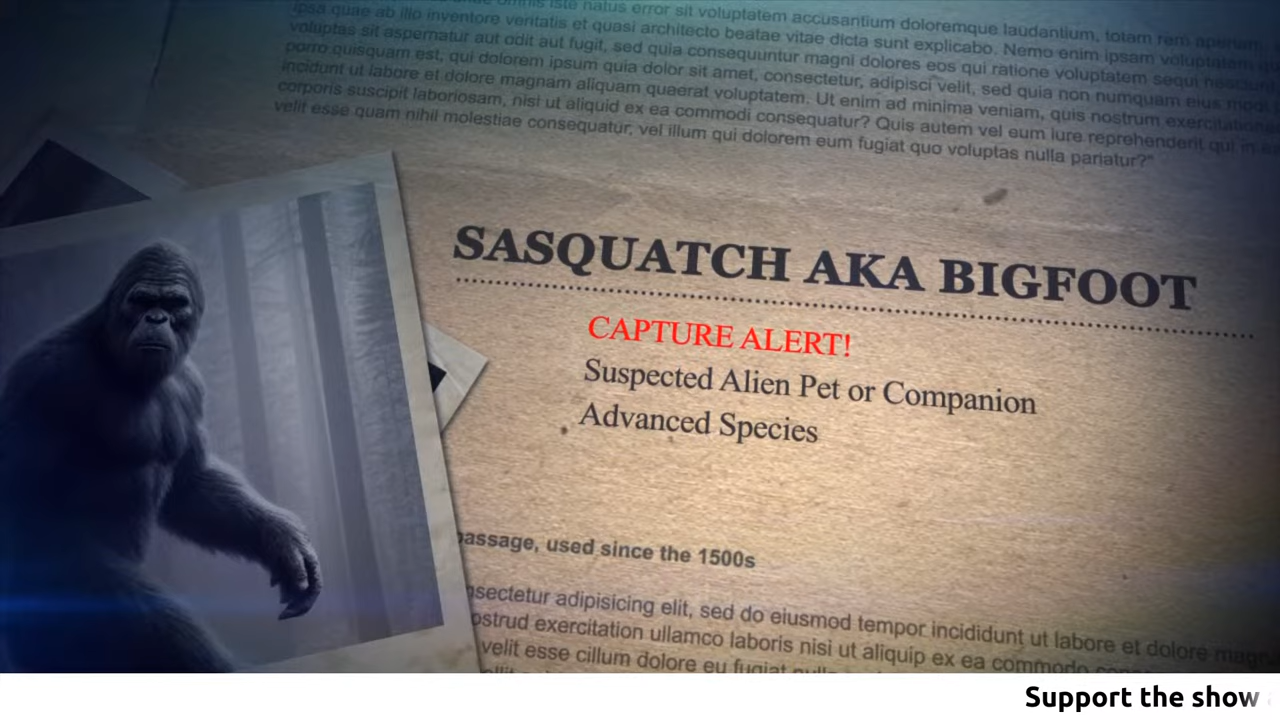 omnis iste natus error sit voluptatem accusantium doloremque laudantium, totam rem aperiam,
ipsa quae ab illo inventore veritatis et quasi architecto beatae vitae dicta sunt explicabo. Nemo enim ipsam voluptatem
voluptas sit aspernatur aut odit aut fugit, sed quia consequuntur magni dolores eos qui ratione voluptatem sequi nesciunt
porro quisquam est, qui dolorem ipsum quia dolor sit amet, consectetur, adipisci velit, sed quia non numquam eius modi
incidunt ut labore et dolore magnam aliquam quaerat voluptatem. Ut enim ad minima veniam, quis nostrum exercitationem
corporis suscipit laboriosam, nisi ut aliquid ex ea commodi consequatur? Quis autem vel eum iure reprehenderit qui in
velit esse quam nihil molestiae consequatur, vel illum qui dolorem eum fugiat quo voluptas nulla pariatur?"
SASQUATCH AKA BIGFOOT
CAPTURE ALERT!
Suspected Alien Pet or Companion
Advanced Species
passage, used since the 1500s
nsectetur adipisicing elit, sed do eiusmod tempor incididunt ut labore et dolore magna
ostrud exercitation ullamco laboris nisi ut aliquip ex ea commodo
velit esse cillum dolore eu fugiat
Support the show